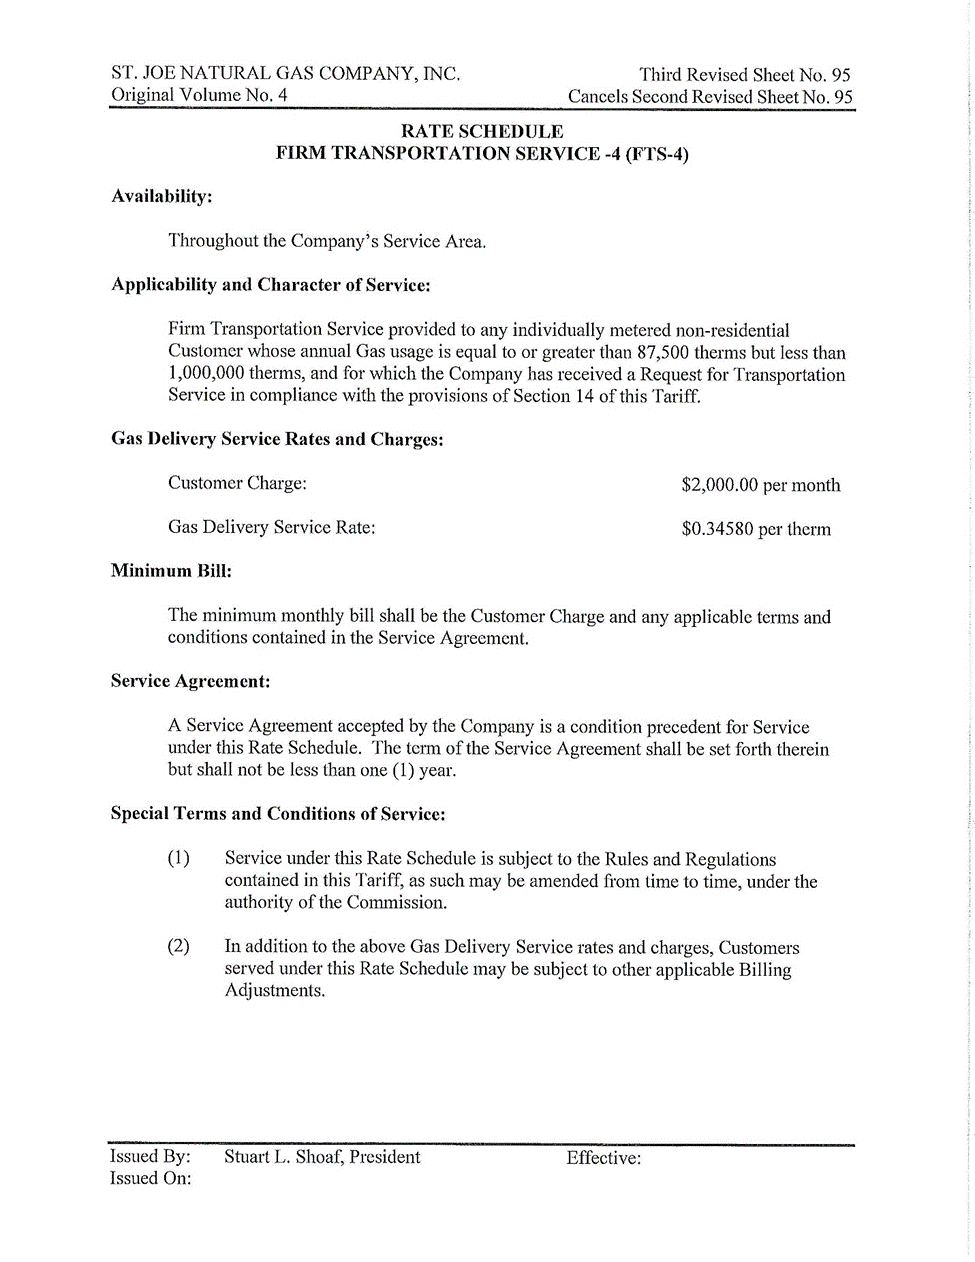 ST. JOE NATURAL GAS COMPANY, INC.
Third Revised Sheet No. 95
Original Volume No. 4
Cancels Second Revised Sheet No. 95
RATE SCHEDULE
FIRM TRANSPORTATION SERVICE -4 (FTS-4)
Availability:
Throughout the Company's Service Area.
Applicability and Character of Service:
Firm Transportation Service provided to any individually metered non-residential
Customer whose annual Gas usage is equal to or greater than 87,500 therms but less than
1,000,000 therms, and for which the Company has received a Request for Transportation
Service in compliance with the provisions of Section 14 of this Tariff.
Gas Delivery Service Rates and Charges:
Customer Charge: $2,000.00 per month
Gas Delivery Service Rate: $0.34580 per therm
Minimum Bill:
The minimum monthly bill shall be the Customer Charge and any applicable terms and
conditions contained in the Service Agreement.
Service Agreement:
A Service Agreement accepted by the Company is a condition precedent for Service
under this Rate Schedule. The term of the Service Agreement shall be set forth therein
but shall not be less than one (1) year.
Special Terms and Conditions of Service:
(1) Service under this Rate Schedule is subject to the Rules and Regulations
contained in this Tariff, as such may be amended from time to time, under the
authority of the Commission.
(2) In addition to the above Gas Delivery Service rates and charges, Customers
served under this Rate Schedule may be subject to other applicable Billing
Adjustments.
Issued By: Stuart L. Shoaf, President Effective:
Issued On: